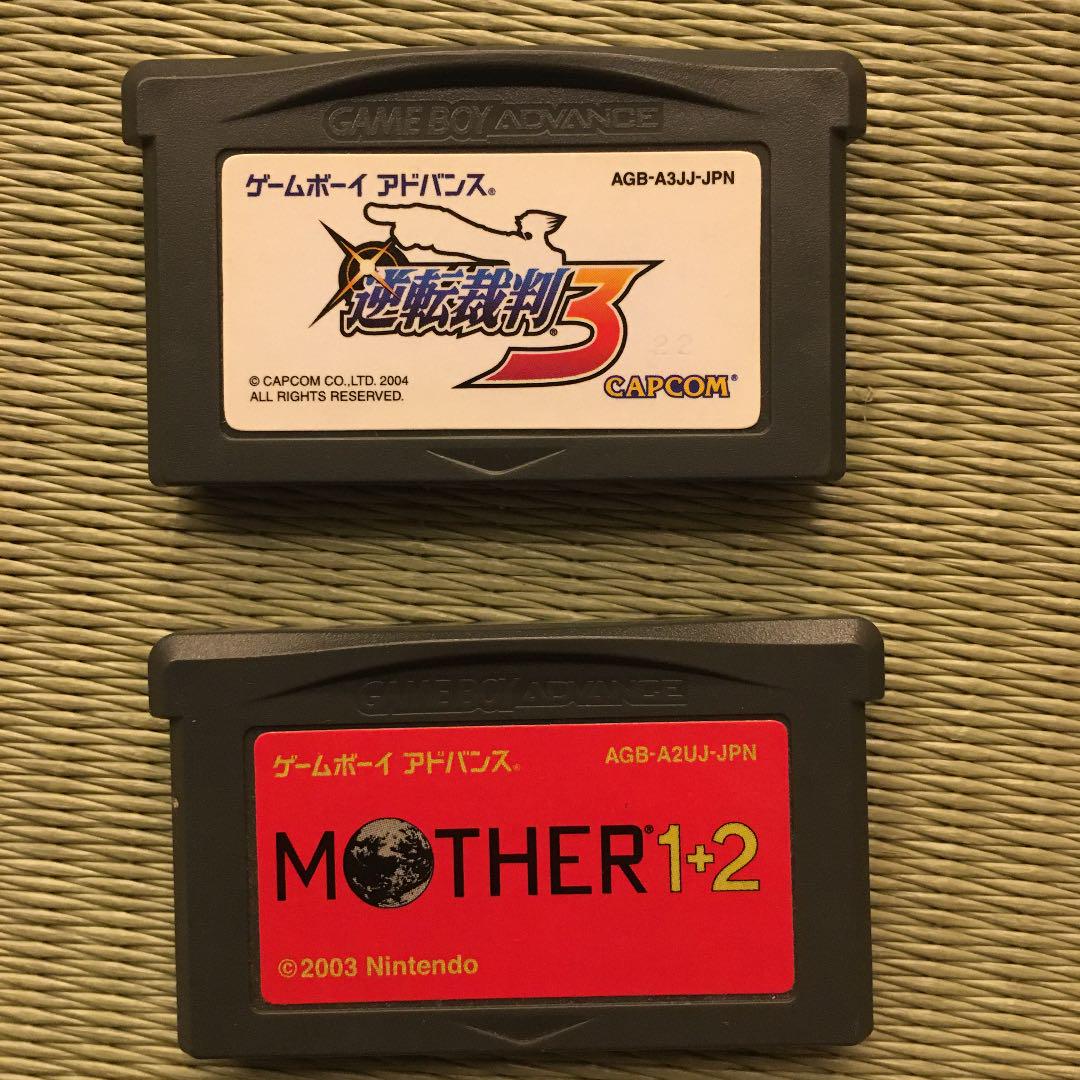 GAME BOY ADVANCE
ゲームボーイ アドバンス®
AGB-A3JJ-JPN
逆転裁判®3
22
© CAPCOM CO.,LTD. 2004
ALL RIGHTS RESERVED.
CAPCOM®
GAME BOY ADVANCE
ゲームボーイ アドバンス®
AGB-A2UJ-JPN
MOTHER®1+2
©2003 Nintendo